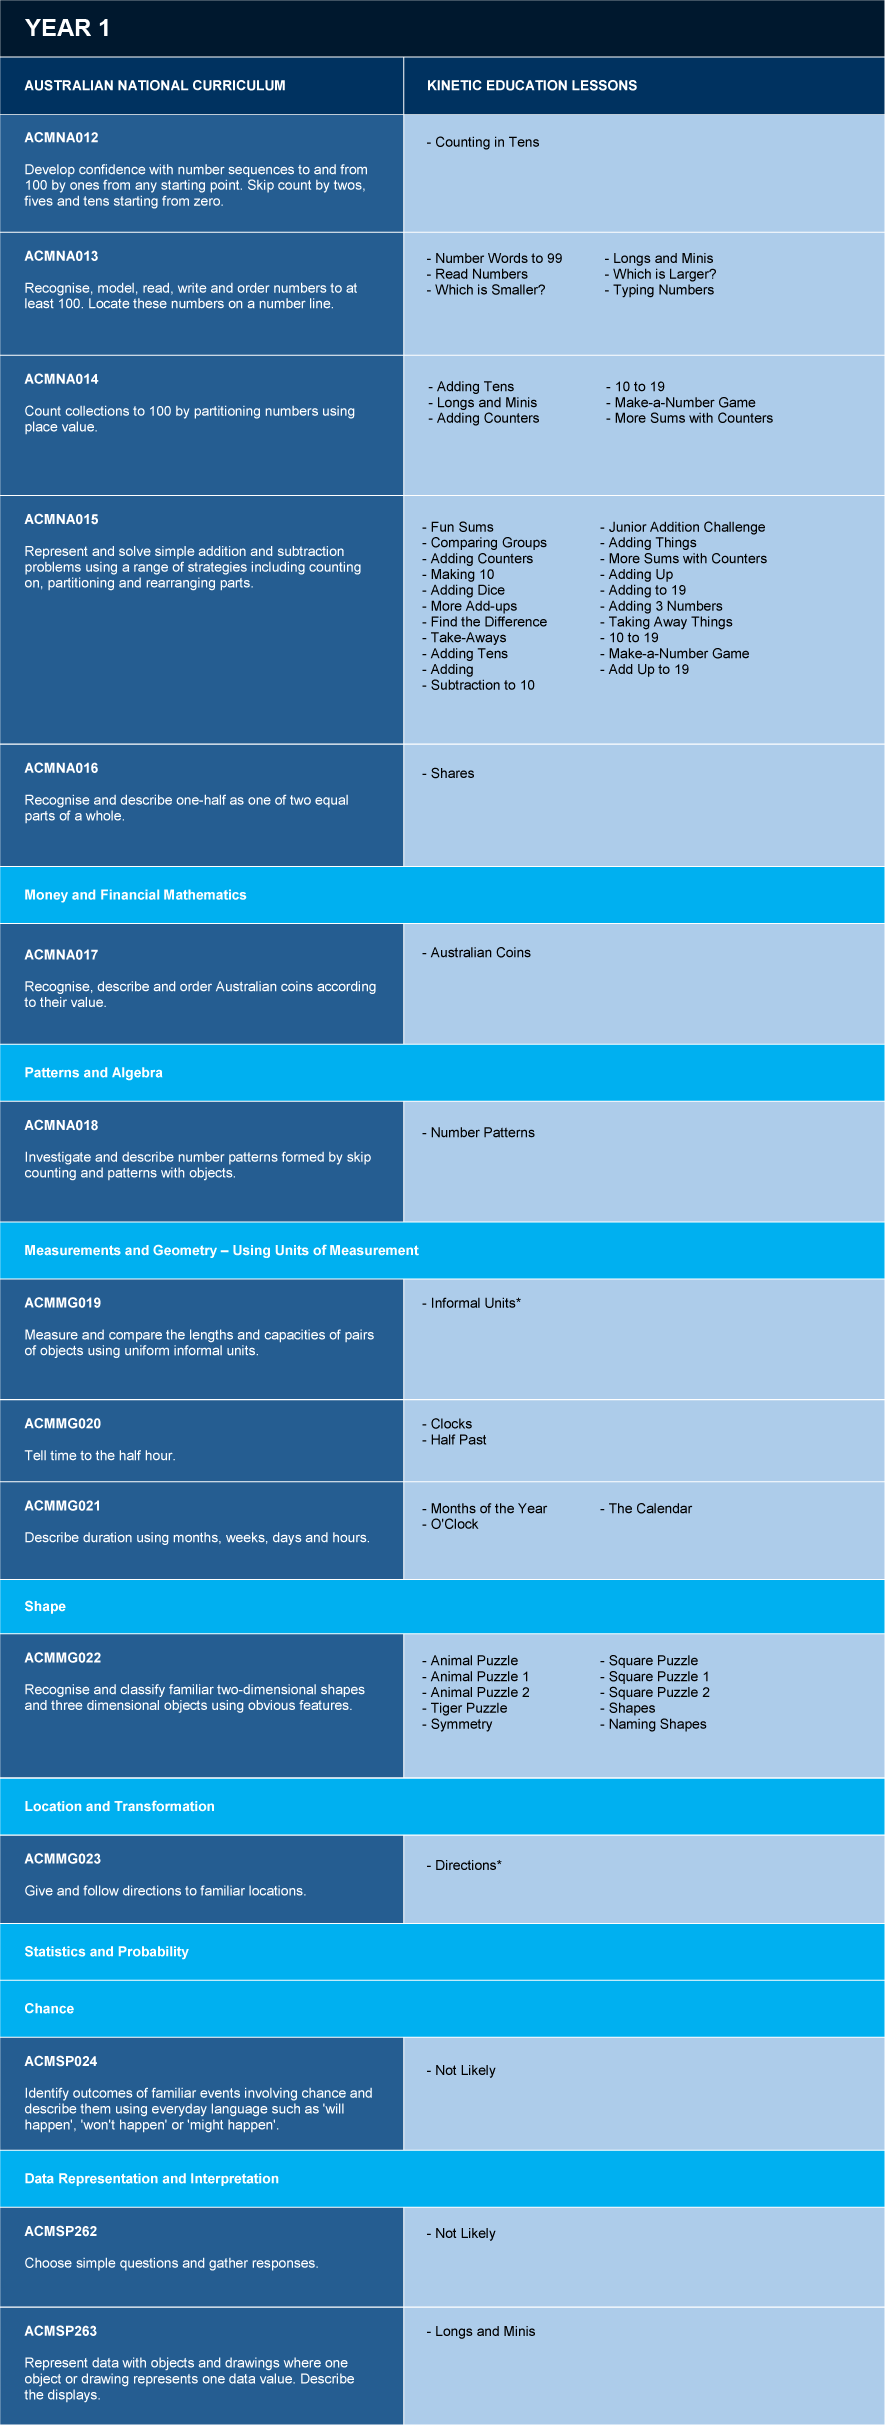 YEAR 1
AUSTRALIAN NATIONAL CURRICULUM
KINETIC EDUCATION LESSONS
ACMNA012
Develop confidence with number sequences to and from
100 by ones from any starting point. Skip count by twos,
fives and tens starting from zero.
- Counting in Tens
ACMNA013
Recognise, model, read, write and order numbers to at
least 100. Locate these numbers on a number line.
- Number Words to 99
- Read Numbers
- Which is Smaller?
- Longs and Minis
- Which is Larger?
- Typing Numbers
ACMNA014
Count collections to 100 by partitioning numbers using
place value.
- Adding Tens
- Longs and Minis
- Adding Counters
- 10 to 19
- Make-a-Number Game
- More Sums with Counters
ACMNA015
Represent and solve simple addition and subtraction
problems using a range of strategies including counting
on, partitioning and rearranging parts.
- Fun Sums
- Comparing Groups
- Adding Counters
- Making 10
- Adding Dice
- More Add-ups
- Find the Difference
- Take-Aways
- Adding Tens
- Adding
- Subtraction to 10
- Junior Addition Challenge
- Adding Things
- More Sums with Counters
- Adding Up
- Adding to 19
- Adding 3 Numbers
- Taking Away Things
- 10 to 19
- Make-a-Number Game
- Add Up to 19
ACMNA016
Recognise and describe one-half as one of two equal
parts of a whole.
- Shares
Money and Financial Mathematics
ACMNA017
Recognise, describe and order Australian coins according
to their value.
- Australian Coins
Patterns and Algebra
ACMNA018
Investigate and describe number patterns formed by skip
counting and patterns with objects.
- Number Patterns
Measurements and Geometry – Using Units of Measurement
ACMMG019
Measure and compare the lengths and capacities of pairs
of objects using uniform informal units.
- Informal Units*
ACMMG020
Tell time to the half hour.
- Clocks
- Half Past
ACMMG021
Describe duration using months, weeks, days and hours.
- Months of the Year
- O'Clock
- The Calendar
Shape
ACMMG022
Recognise and classify familiar two-dimensional shapes
and three dimensional objects using obvious features.
- Animal Puzzle
- Animal Puzzle 1
- Animal Puzzle 2
- Tiger Puzzle
- Symmetry
- Square Puzzle
- Square Puzzle 1
- Square Puzzle 2
- Shapes
- Naming Shapes
Location and Transformation
ACMMG023
Give and follow directions to familiar locations.
- Directions*
Statistics and Probability
Chance
ACMSP024
Identify outcomes of familiar events involving chance and
describe them using everyday language such as 'will
happen', 'won't happen' or 'might happen'.
- Not Likely
Data Representation and Interpretation
ACMSP262
Choose simple questions and gather responses.
- Not Likely
ACMSP263
Represent data with objects and drawings where one
object or drawing represents one data value. Describe
the displays.
- Longs and Minis